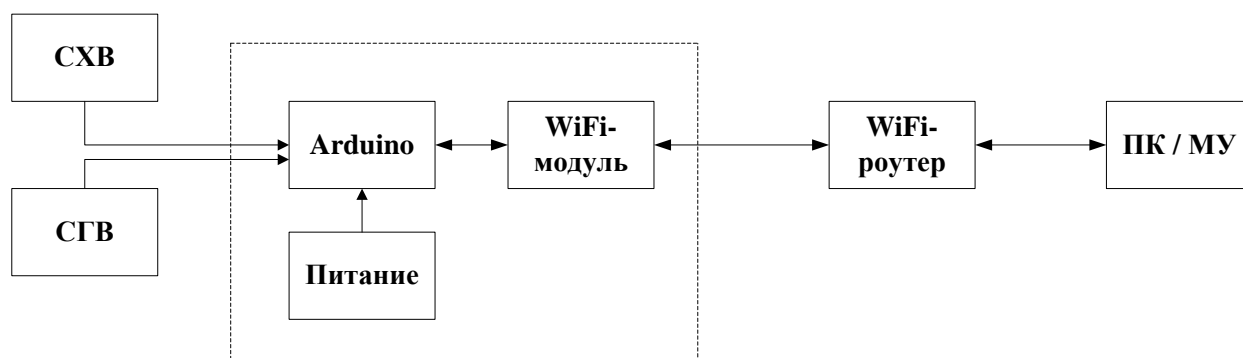 СХВ
СГВ
Arduino
Питание
WiFi-
модуль
WiFi-
роутер
ПК / МУ